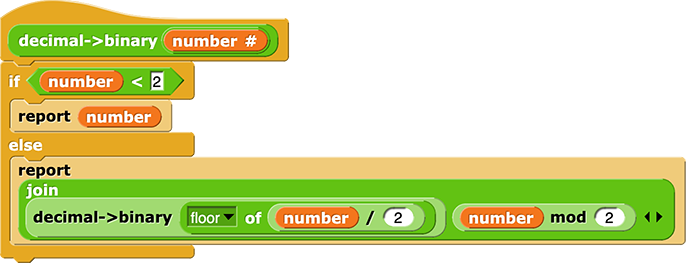 decimal->binary number #
if number < 2
report number
else
report
join
decimal->binary floor of number / 2 number mod 2